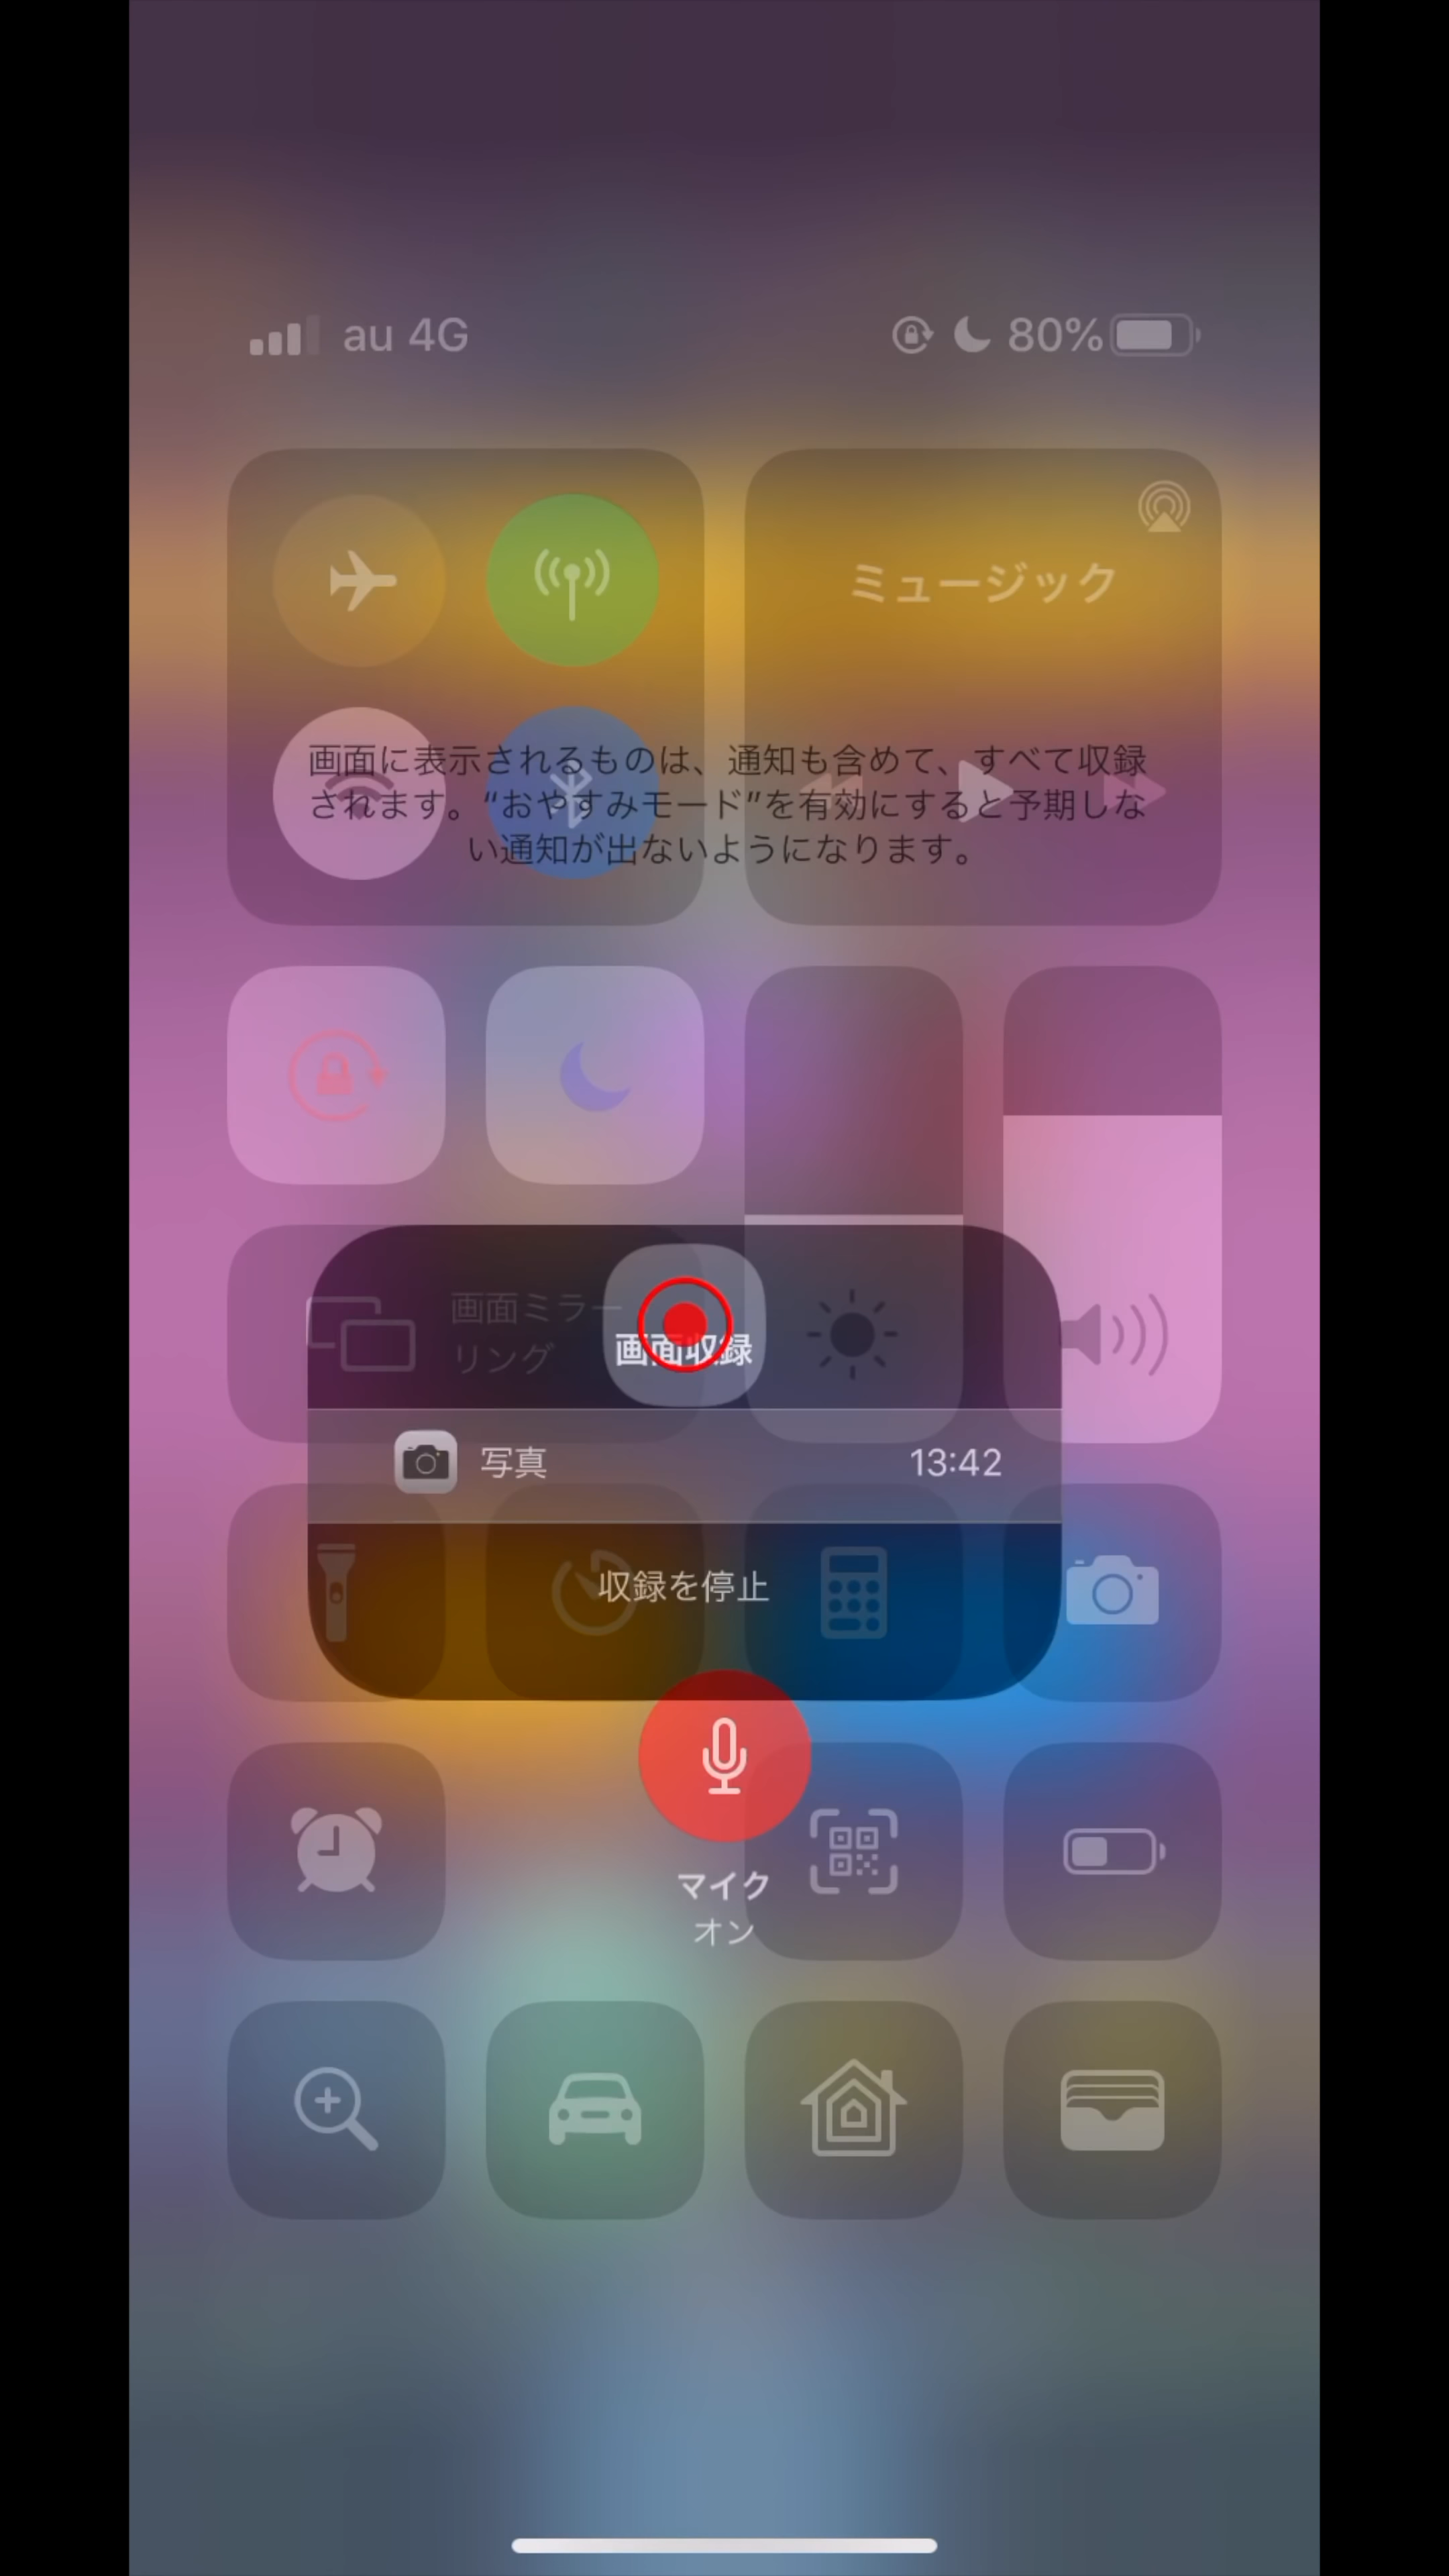 au 4G
80%
ミュージック
画面に表示されるものは、通知も含めて、すべて収録
されます。“おやすみモード”を有効にすると予期しな
い通知が出ないようになります。
画面ミラー
リング
画面収録
写真 13:42
収録を停止
マイク
オン